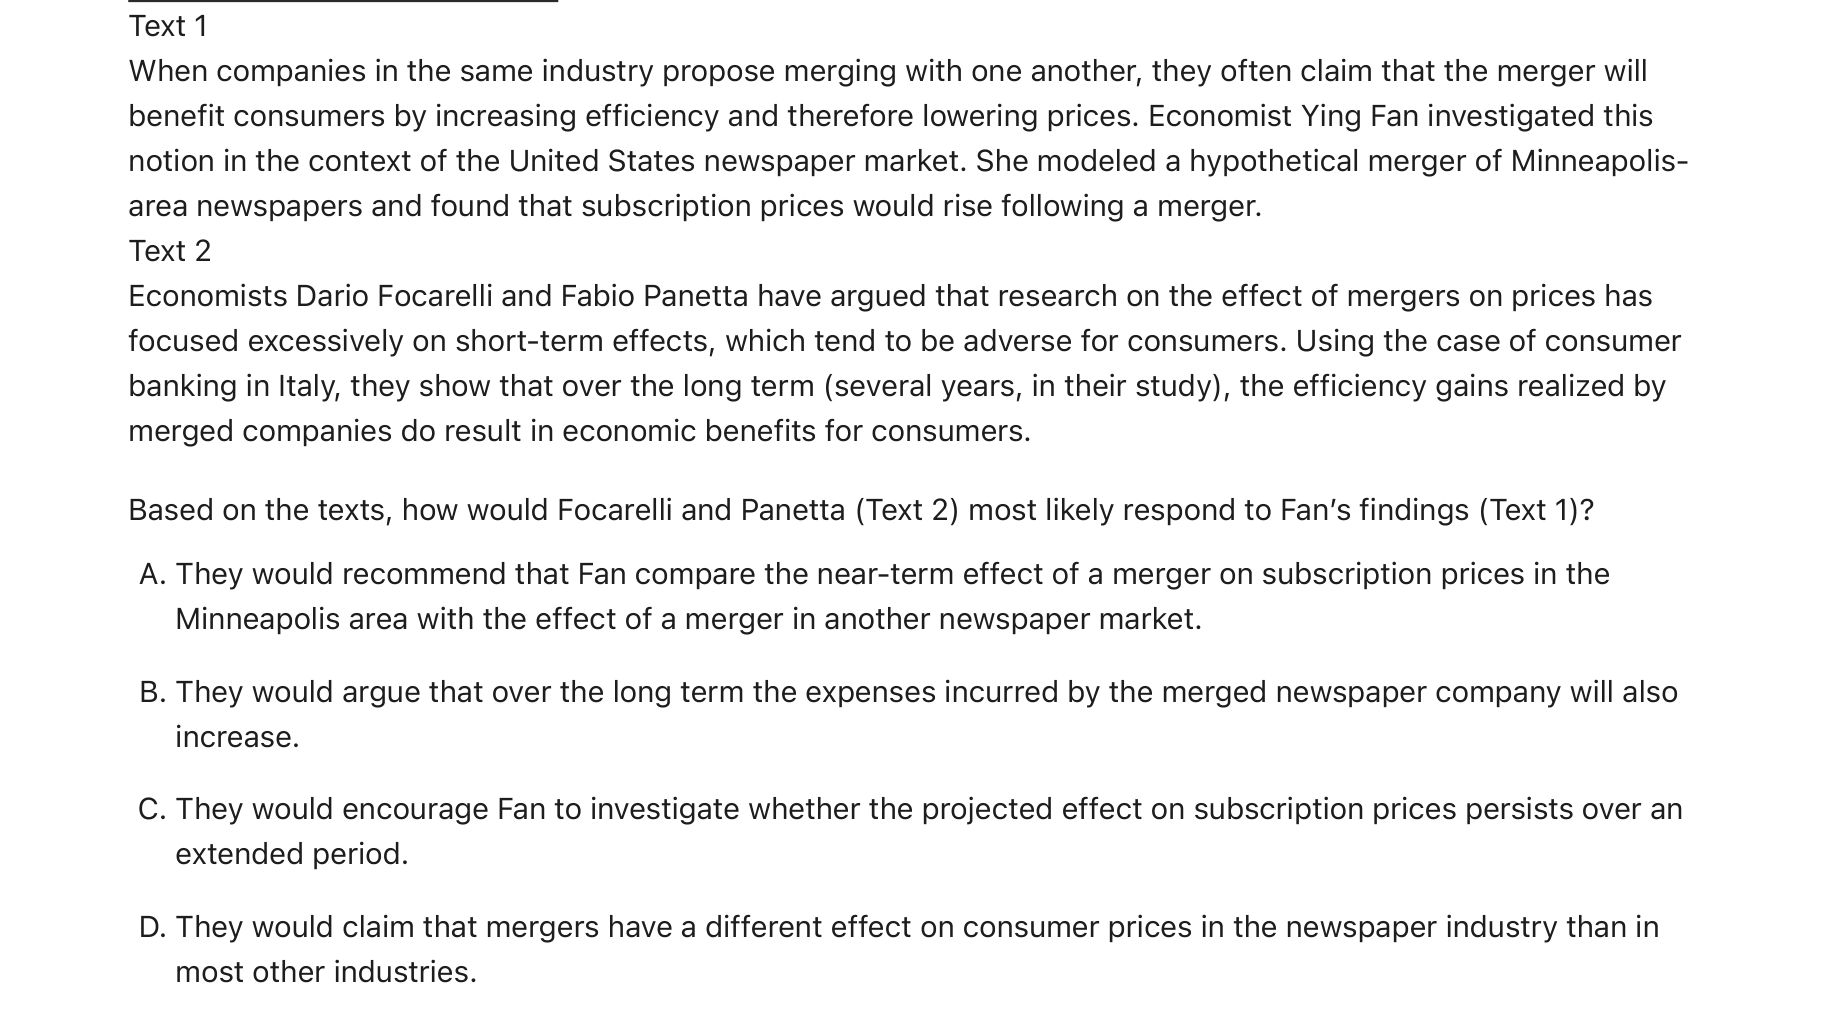 Text 1
When companies in the same industry propose merging with one another, they often claim that the merger will
benefit consumers by increasing efficiency and therefore lowering prices. Economist Ying Fan investigated this
notion in the context of the United States newspaper market. She modeled a hypothetical merger of Minneapolis-
area newspapers and found that subscription prices would rise following a merger.
Text 2
Economists Dario Focarelli and Fabio Panetta have argued that research on the effect of mergers on prices has
focused excessively on short-term effects, which tend to be adverse for consumers. Using the case of consumer
banking in Italy, they show that over the long term (several years, in their study), the efficiency gains realized by
merged companies do result in economic benefits for consumers.
Based on the texts, how would Focarelli and Panetta (Text 2) most likely respond to Fan’s findings (Text 1)?
A. They would recommend that Fan compare the near-term effect of a merger on subscription prices in the
Minneapolis area with the effect of a merger in another newspaper market.
B. They would argue that over the long term the expenses incurred by the merged newspaper company will also
increase.
C. They would encourage Fan to investigate whether the projected effect on subscription prices persists over an
extended period.
D. They would claim that mergers have a different effect on consumer prices in the newspaper industry than in
most other industries.